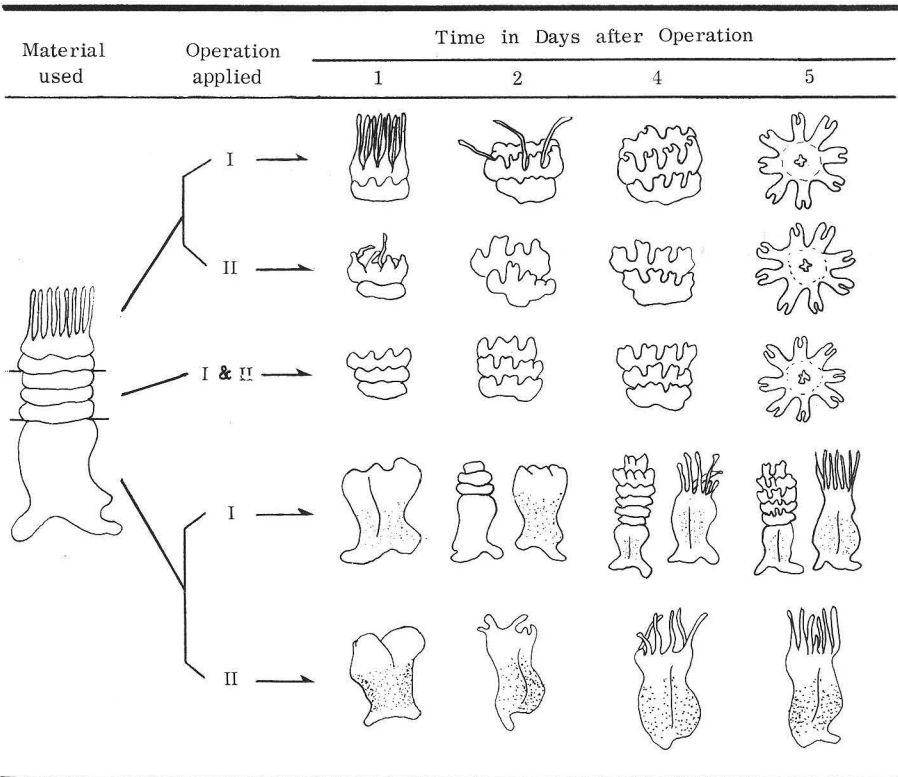 Time in Days after Operation
Material used
Operation applied
1 2 4 5
I
II
I & II
I
II